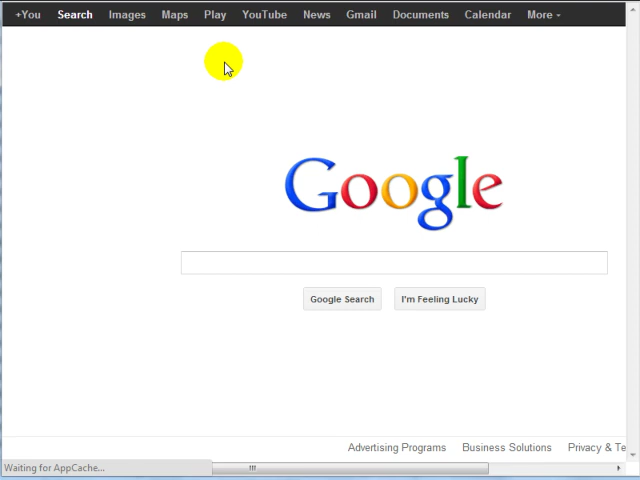 +You Search Images Maps Play YouTube News Gmail Documents Calendar More
Google
Google Search I'm Feeling Lucky
Advertising Programs Business Solutions Privacy & Te
Waiting for AppCache...